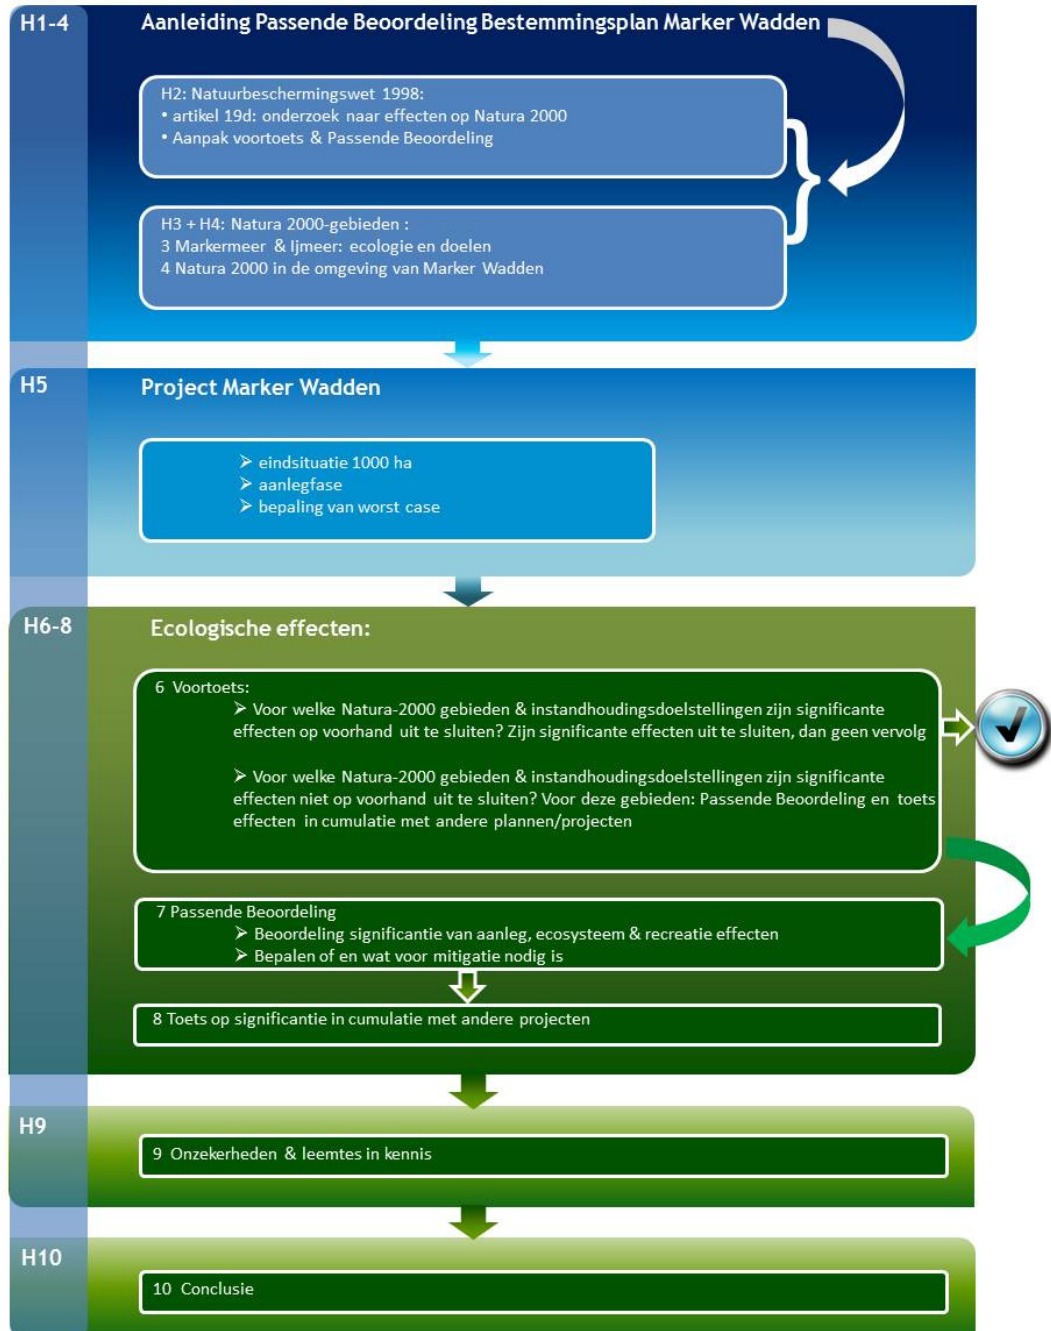 H1-4
Aanleiding Passende Beoordeling Bestemmingsplan Marker Wadden
H2: Natuurbeschermingswet 1998:
• artikel 19d: onderzoek naar effecten op Natura 2000
• Aanpak voortoets & Passende Beoordeling
H3 + H4: Natura 2000-gebieden :
3 Markermeer & Ijmeer: ecologie en doelen
4 Natura 2000 in de omgeving van Marker Wadden
H5
Project Marker Wadden
➢ eindsituatie 1000 ha
➢ aanlegfase
➢ bepaling van worst case
H6-8
Ecologische effecten:
6 Voortoets:
➢ Voor welke Natura-2000 gebieden & instandhoudingsdoelstellingen zijn significante
effecten op voorhand uit te sluiten? Zijn significante effecten uit te sluiten, dan geen vervolg
➢ Voor welke Natura-2000 gebieden & instandhoudingsdoelstellingen zijn significante
effecten niet op voorhand uit te sluiten? Voor deze gebieden: Passende Beoordeling en toets
effecten in cumulatie met andere plannen/projecten
7 Passende Beoordeling
➢ Beoordeling significantie van aanleg, ecosysteem & recreatie effecten
➢ Bepalen of en wat voor mitigatie nodig is
8 Toets op significantie in cumulatie met andere projecten
H9
9 Onzekerheden & leemtes in kennis
H10
10 Conclusie